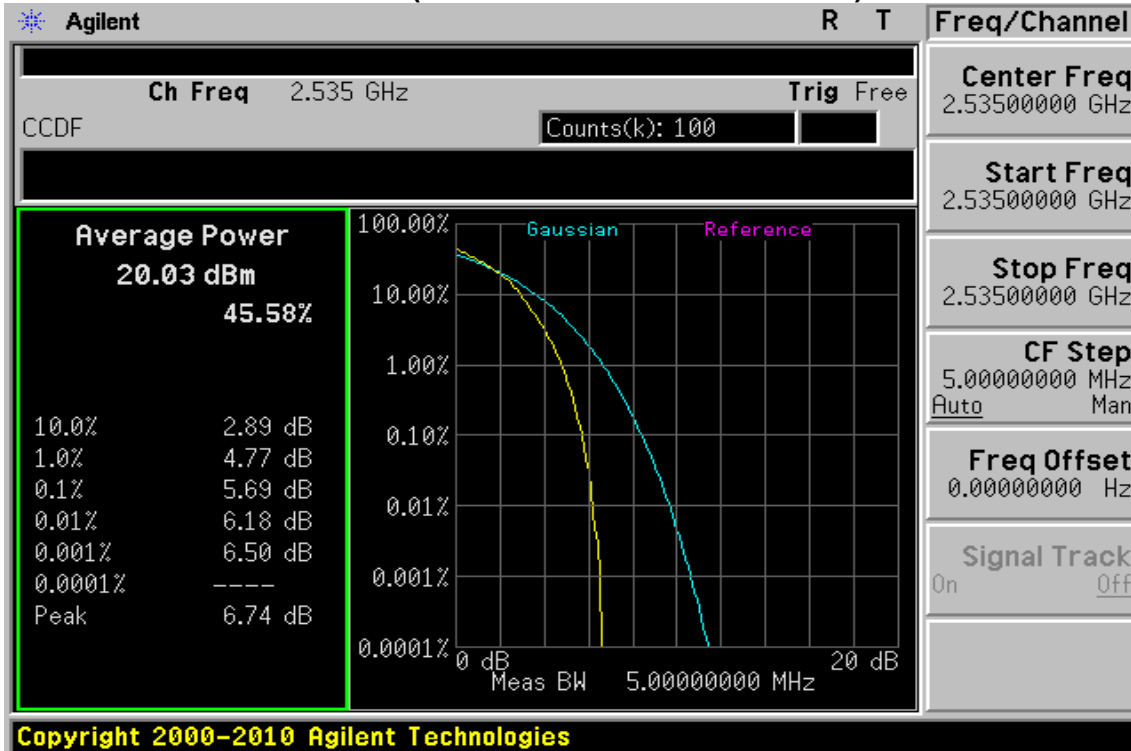 Agilent R T Freq/Channel
Ch Freq 2.535 GHz Trig Free
CCDF Counts(k): 100
Center Freq
2.53500000 GHz
Start Freq
2.53500000 GHz
Stop Freq
2.53500000 GHz
CF Step
5.00000000 MHz
Auto Man
Freq Offset
0.00000000 Hz
Signal Track
On Off
Average Power
20.03 dBm
45.58%
10.0% 2.89 dB
1.0% 4.77 dB
0.1% 5.69 dB
0.01% 6.18 dB
0.001% 6.50 dB
0.0001% ----
Peak 6.74 dB
Gaussian Reference
100.00%
10.00%
1.00%
0.10%
0.01%
0.001%
0.0001%
0 dB 20 dB
Meas BW 5.00000000 MHz
Copyright 2000-2010 Agilent Technologies